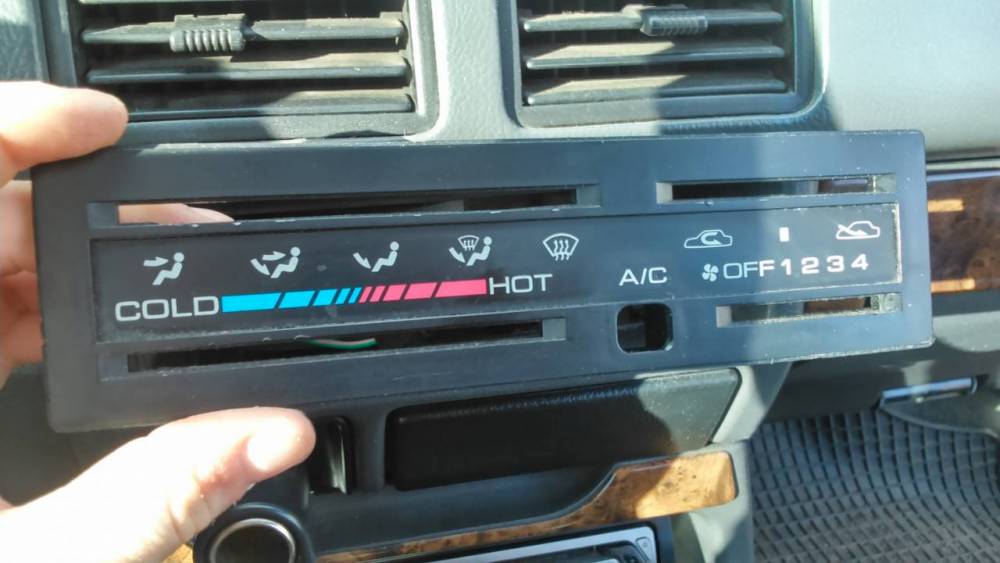 COLD HOT A/C OFF 1 2 3 4